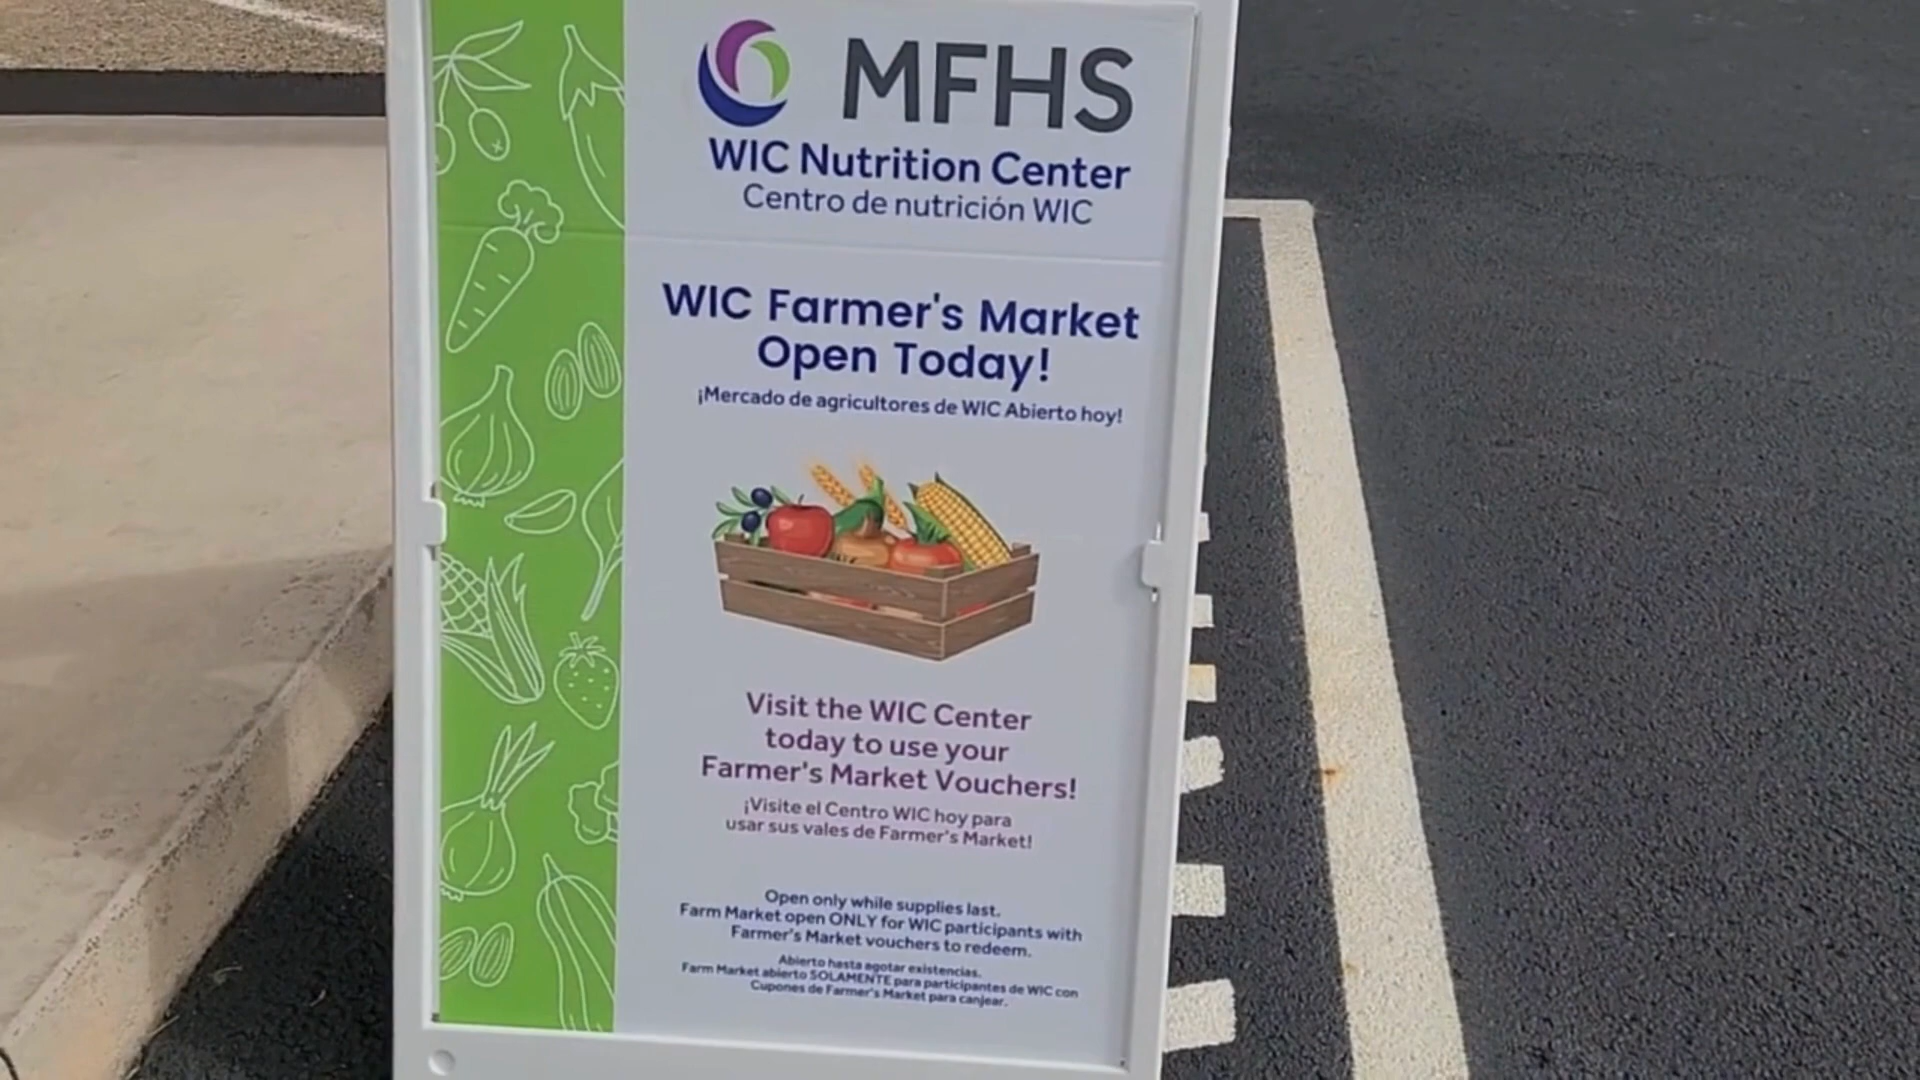 MFHS
WIC Nutrition Center
Centro de nutrición WIC
WIC Farmer's Market
Open Today!
¡Mercado de agricultores de WIC Abierto hoy!
Visit the WIC Center
today to use your
Farmer's Market Vouchers!
¡Visite el Centro WIC hoy para
usar sus vales de Farmer's Market!
Open only while supplies last.
Farm Market open ONLY for WIC participants with
Farmer's Market vouchers to redeem.
Abierto hasta agotar existencias.
Farm Market abierto SOLAMENTE para participantes de WIC con
Cupones de Farmer's Market para canjear.